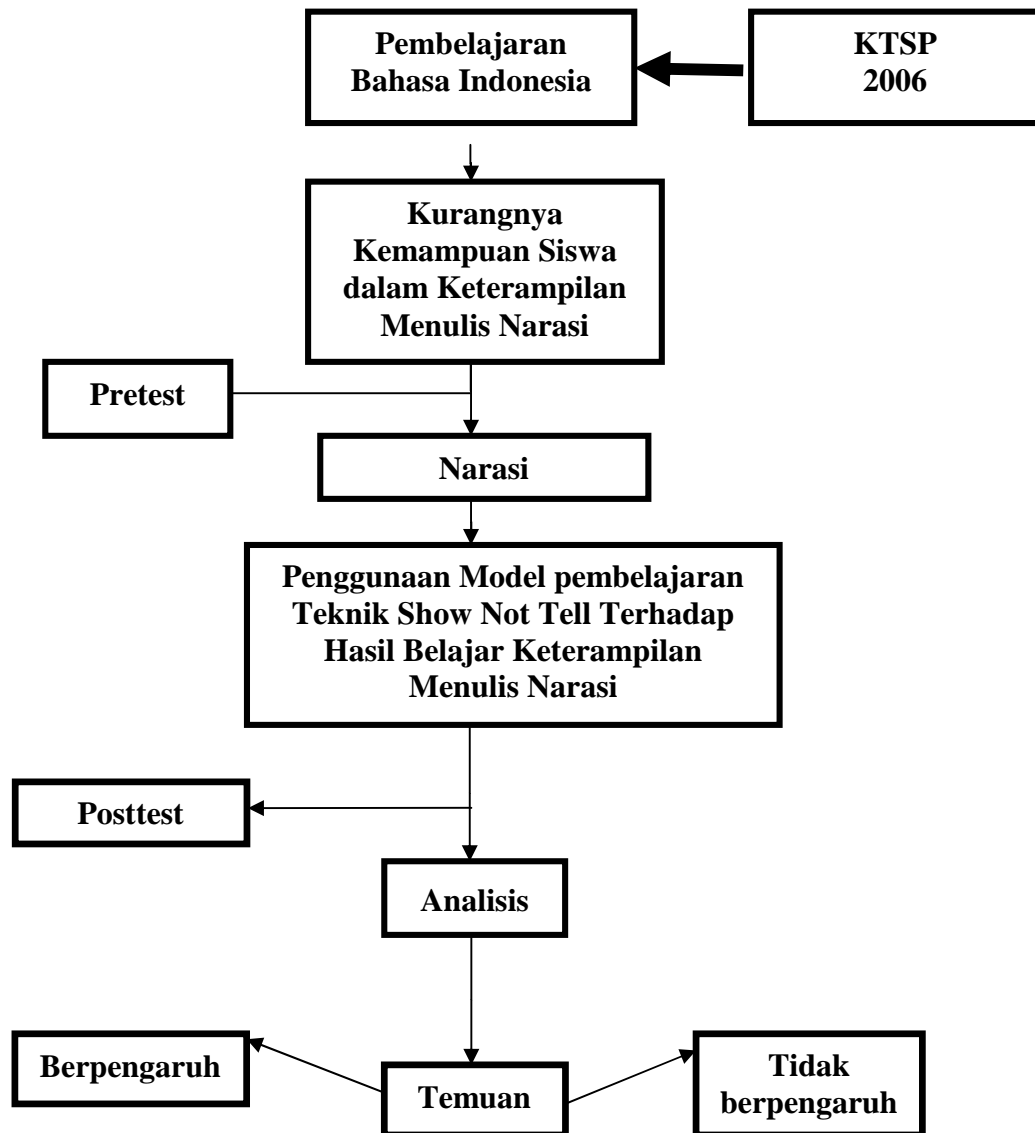 Pembelajaran
Bahasa Indonesia
KTSP
2006
Kurangnya
Kemampuan Siswa
dalam Keterampilan
Menulis Narasi
Pretest
Narasi
Penggunaan Model pembelajaran
Teknik Show Not Tell Terhadap
Hasil Belajar Keterampilan
Menulis Narasi
Posttest
Analisis
Berpengaruh
Temuan
Tidak
berpengaruh